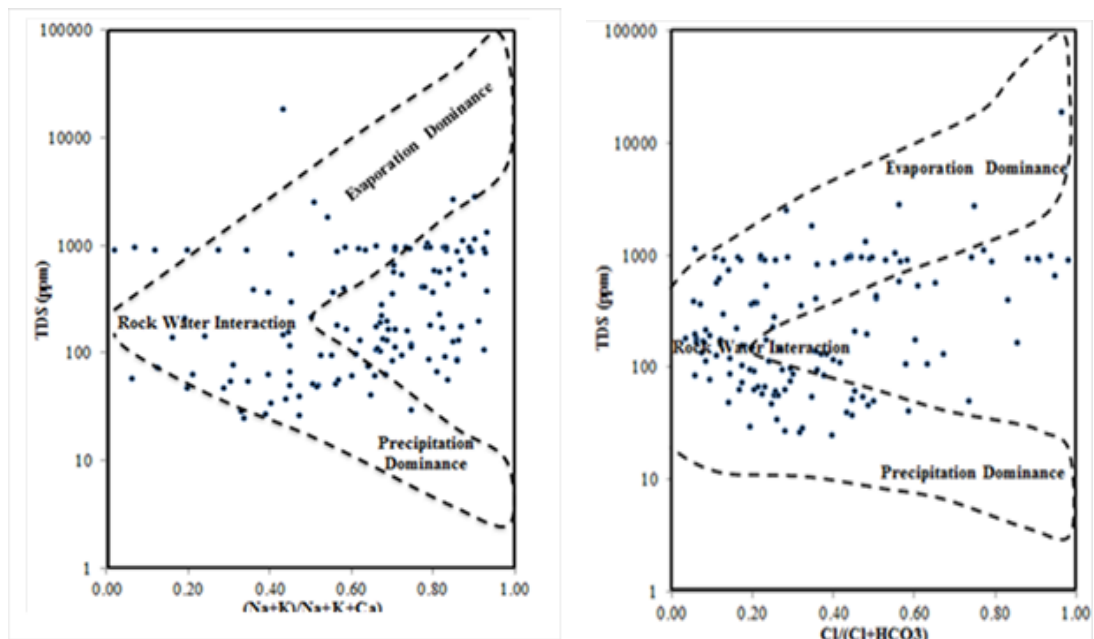 100000
10000
1000
100
10
1
TDS (ppm)
Evaporation Dominance
Rock Water Interaction
Precipitation
Dominance
0.00 0.20 0.40 0.60 0.80 1.00
(Na+K)/Na+K+Ca)
100000
10000
1000
100
10
1
TDS (ppm)
Evaporation Dominance
Rock Water Interaction
Precipitation Dominance
0.00 0.20 0.40 0.60 0.80 1.00
Cl/(Cl+HCO3)